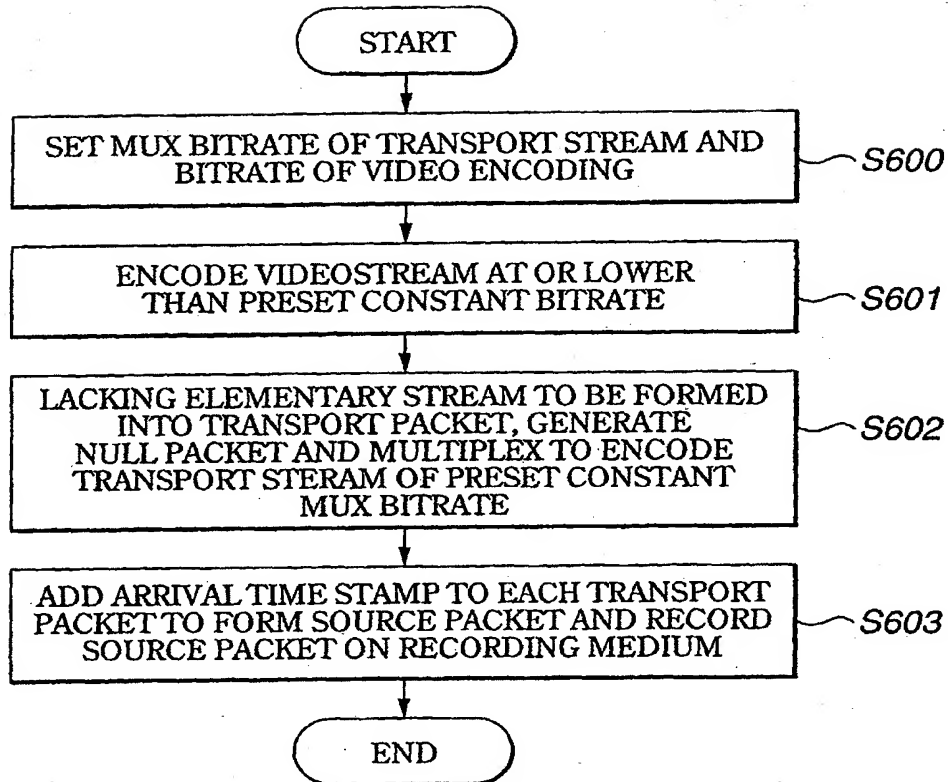 START
SET MUX BITRATE OF TRANSPORT STREAM AND
BITRATE OF VIDEO ENCODING
S600
ENCODE VIDEOSTREAM AT OR LOWER
THAN PRESET CONSTANT BITRATE
S601
LACKING ELEMENTARY STREAM TO BE FORMED
INTO TRANSPORT PACKET, GENERATE
NULL PACKET AND MULTIPLEX TO ENCODE
TRANSPORT STERAM OF PRESET CONSTANT
MUX BITRATE
S602
ADD ARRIVAL TIME STAMP TO EACH TRANSPORT
PACKET TO FORM SOURCE PACKET AND RECORD
SOURCE PACKET ON RECORDING MEDIUM
S603
END